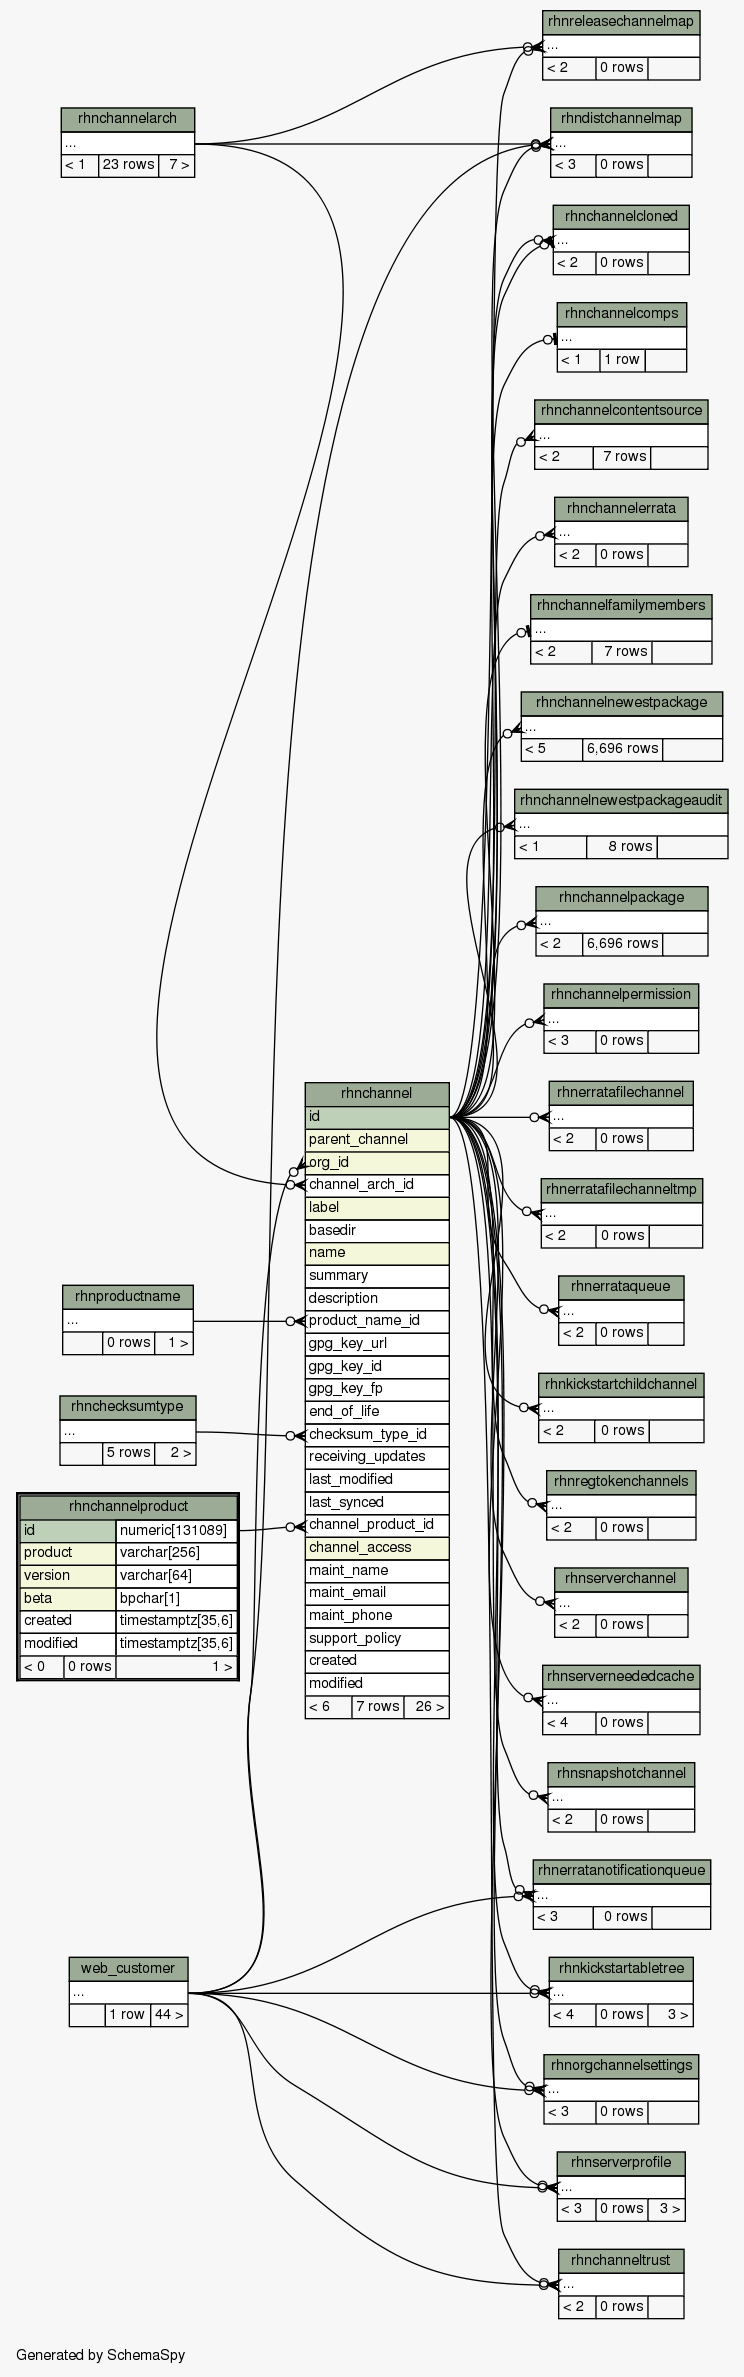 rhnreleasechannelmap
...
< 2 0 rows
rhnchannelarch
...
< 1 23 rows 7 >
rhndistchannelmap
...
< 3 0 rows
rhnchannelcloned
...
< 2 0 rows
rhnchannelcomps
...
< 1 1 row
rhnchannelcontentsource
...
< 2 7 rows
rhnchannelerrata
...
< 2 0 rows
rhnchannelfamilymembers
...
< 2 7 rows
rhnchannelnewestpackage
...
< 5 6,696 rows
rhnchannelnewestpackageaudit
...
< 1 8 rows
rhnchannelpackage
...
< 2 6,696 rows
rhnchannelpermission
...
< 3 0 rows
rhnerratafilechannel
...
< 2 0 rows
rhnerratafilechanneltmp
...
< 2 0 rows
rhnerrataqueue
...
< 2 0 rows
rhnkickstartchildchannel
...
< 2 0 rows
rhnregtokenchannels
...
< 2 0 rows
rhnserverchannel
...
< 2 0 rows
rhnserverneededcache
...
< 4 0 rows
rhnsnapshotchannel
...
< 2 0 rows
rhnerratanotificationqueue
...
< 3 0 rows
rhnkickstartabletree
...
< 4 0 rows 3 >
rhnorgchannelsettings
...
< 3 0 rows
rhnserverprofile
...
< 3 0 rows 3 >
rhnchanneltrust
...
< 2 0 rows
rhnchannel
id
parent_channel
org_id
channel_arch_id
label
basedir
name
summary
description
product_name_id
gpg_key_url
gpg_key_id
gpg_key_fp
end_of_life
checksum_type_id
receiving_updates
last_modified
last_synced
channel_product_id
channel_access
maint_name
maint_email
maint_phone
support_policy
created
modified
< 6 7 rows 26 >
rhnproductname
...
0 rows 1 >
rhnchecksumtype
...
5 rows 2 >
rhnchannelproduct
id numeric[131089]
product varchar[256]
version varchar[64]
beta bpchar[1]
created timestamptz[35,6]
modified timestamptz[35,6]
< 0 0 rows 1 >
web_customer
...
1 row 44 >
Generated by SchemaSpy